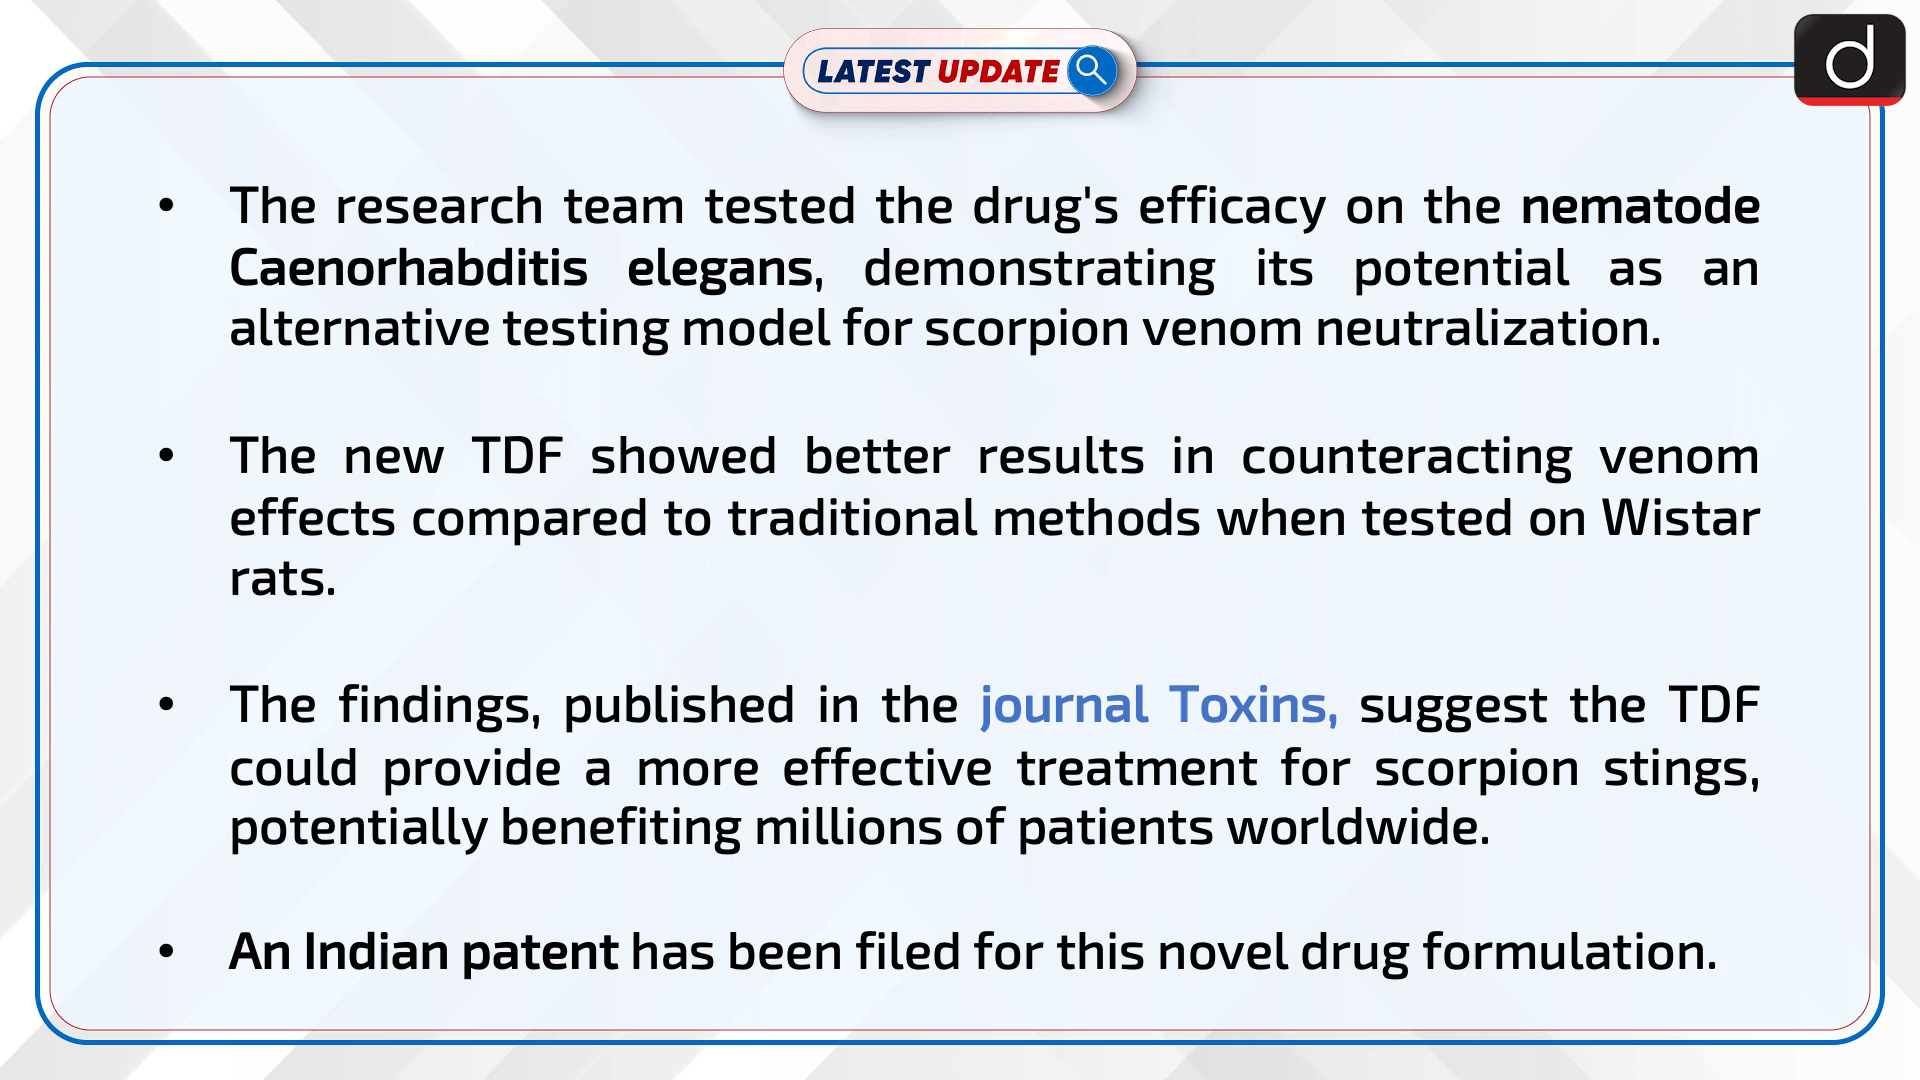 LATEST UPDATE
d
• The research team tested the drug's efficacy on the nematode
Caenorhabditis elegans, demonstrating its potential as an
alternative testing model for scorpion venom neutralization.
• The new TDF showed better results in counteracting venom
effects compared to traditional methods when tested on Wistar
rats.
• The findings, published in the journal Toxins, suggest the TDF
could provide a more effective treatment for scorpion stings,
potentially benefiting millions of patients worldwide.
• An Indian patent has been filed for this novel drug formulation.